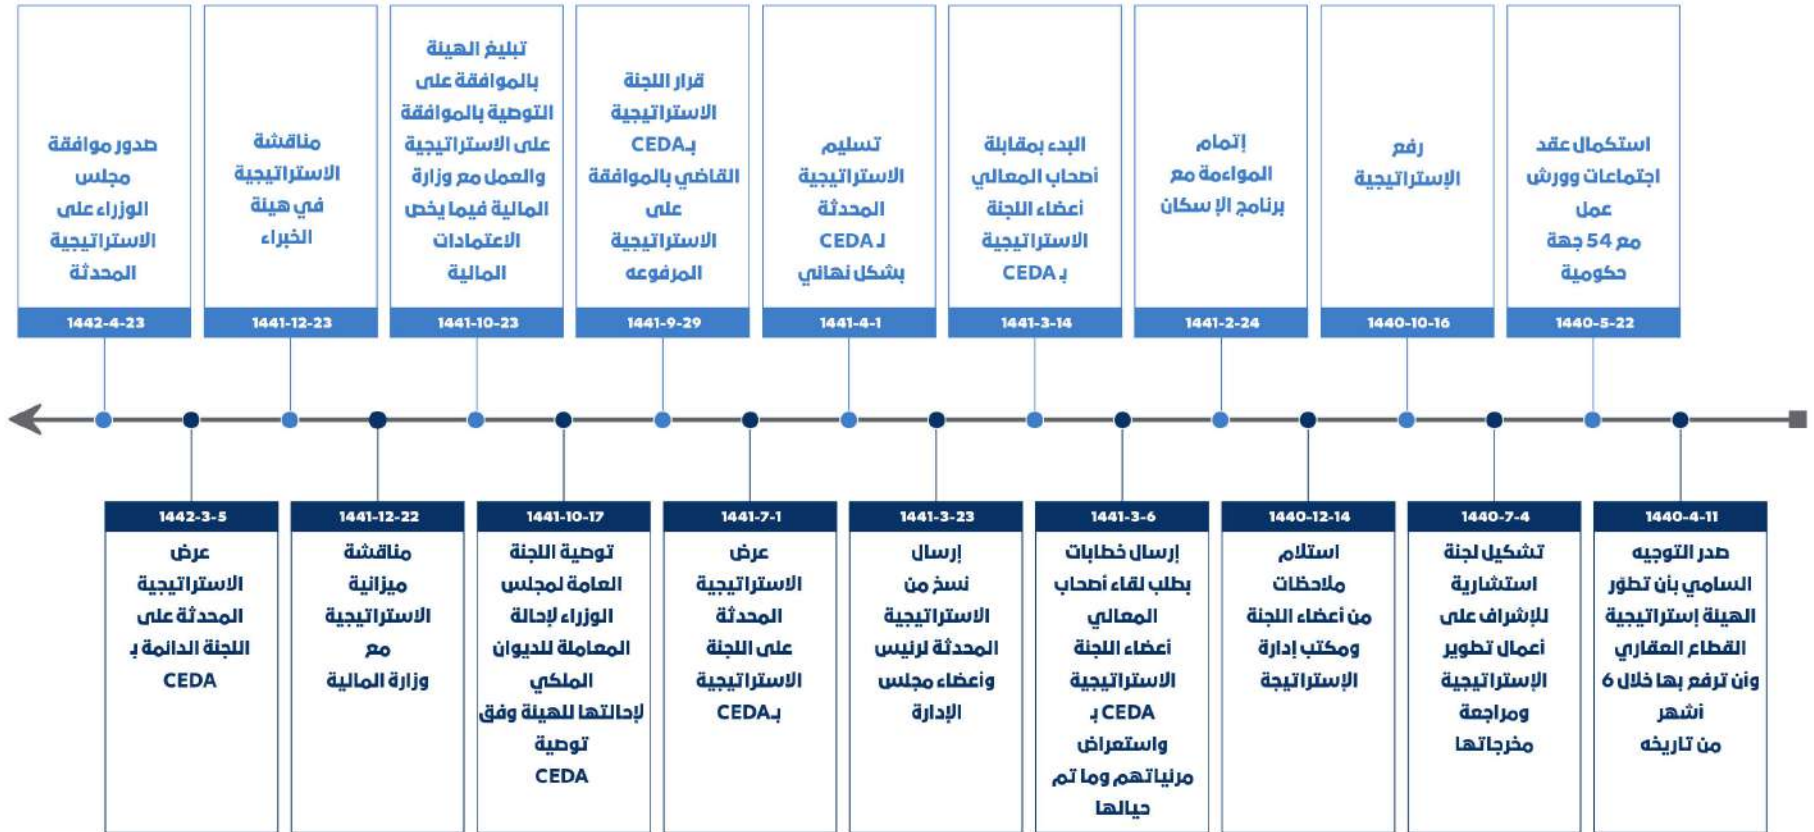 استكمال عقد
اجتماعات وورش
عمل
مع 54 جهة
حكومية
1440-5-22
رفع
الإستراتيجية
1440-10-16
إتمام
المواءمة مع
برنامج الإسكان
1441-2-24
البدء بمقابلة
أصحاب المعالي
أعضاء اللجنة
الاستراتيجية
بـ CEDA
1441-3-14
تسليم
الاستراتيجية
المحدثة
لـ CEDA
بشكل نهائي
1441-4-1
قرار اللجنة
الاستراتيجية
بـCEDA
القاضي بالموافقة
على
الاستراتيجية
المرفوعه
1441-9-29
تبليغ الهيئة
بالموافقة على
التوصية بالموافقة
على الاستراتيجية
والعمل مع وزارة
المالية فيما يخص
الاعتمادات
المالية
1441-10-23
مناقشة
الاستراتيجية
في هيئة
الخبراء
1441-12-23
صدور موافقة
مجلس
الوزراء على
الاستراتيجية
المحدثة
1442-4-23
1440-4-11
صدر التوجيه
السامي بأن تطور
الهيئة إستراتيجية
القطاع العقاري
وأن ترفع بها خلال 6
أشهر
من تاريخه
1440-7-4
تشكيل لجنة
استشارية
للإشراف على
أعمال تطوير
الإستراتيجية
ومراجعة
مخرجاتها
1440-12-14
استلام
ملاحظات
من أعضاء اللجنة
ومكتب إدارة
الإستراتيجة
1441-3-6
إرسال خطابات
بطلب لقاء أصحاب
المعالي
أعضاء اللجنة
الاستراتيجية
بـ CEDA
واستعراض
مرئياتهم وما تم
حيالها
1441-3-23
إرسال
نسخ من
الاستراتيجية
المحدثة لرئيس
وأعضاء مجلس
الإدارة
1441-7-1
عرض
الاستراتيجية
المحدثة
على اللجنة
الاستراتيجية
بـCEDA
1441-10-17
توصية اللجنة
العامة لمجلس
الوزراء لإحالة
المعاملة للديوان
الملكي
لإحالتها للهيئة وفق
توصية
CEDA
1441-12-22
مناقشة
ميزانية
الاستراتيجية
مع
وزارة المالية
1442-3-5
عرض
الاستراتيجية
المحدثة على
اللجنة الدائمة بـ
CEDA